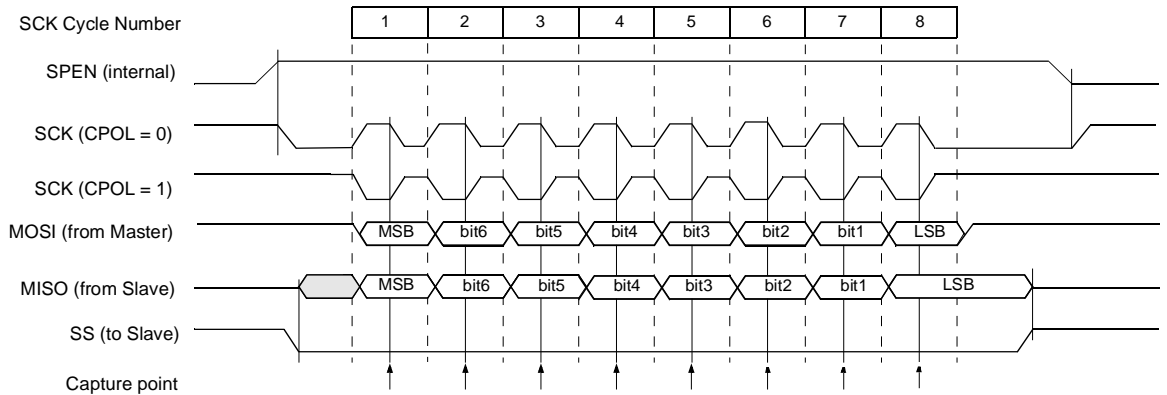 SCK Cycle Number 1 2 3 4 5 6 7 8
SPEN (internal)
SCK (CPOL = 0)
SCK (CPOL = 1)
MOSI (from Master) MSB bit6 bit5 bit4 bit3 bit2 bit1 LSB
MISO (from Slave) MSB bit6 bit5 bit4 bit3 bit2 bit1 LSB
SS (to Slave)
Capture point